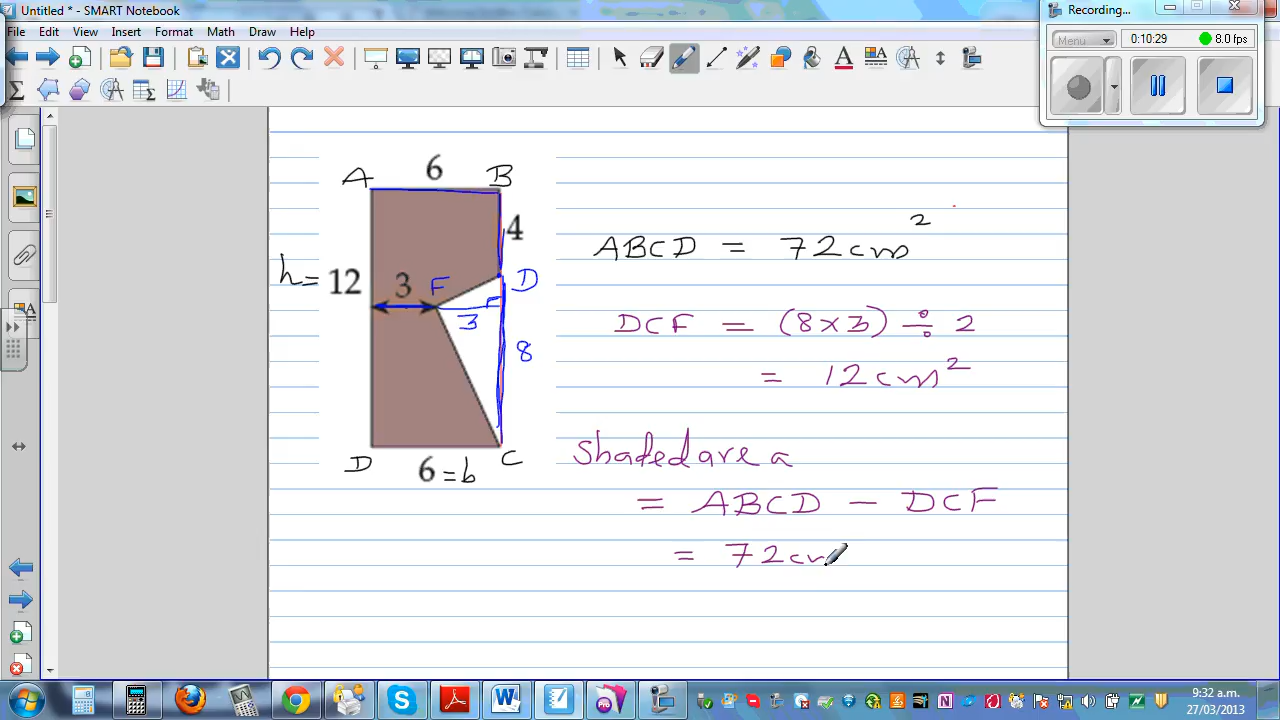 Untitled * - SMART Notebook
File Edit View Insert Format Math Draw Help
Recording...
Menu
0:10:29
8.0 fps
6
A B
4
h= 12
3 F D
3
8
D C
6 = b
ABCD = 72cm²
DCF = (8 x 3) ÷ 2
= 12cm²
Shaded area
= ABCD - DCF
= 72cm
9:32 a.m.
27/03/2013